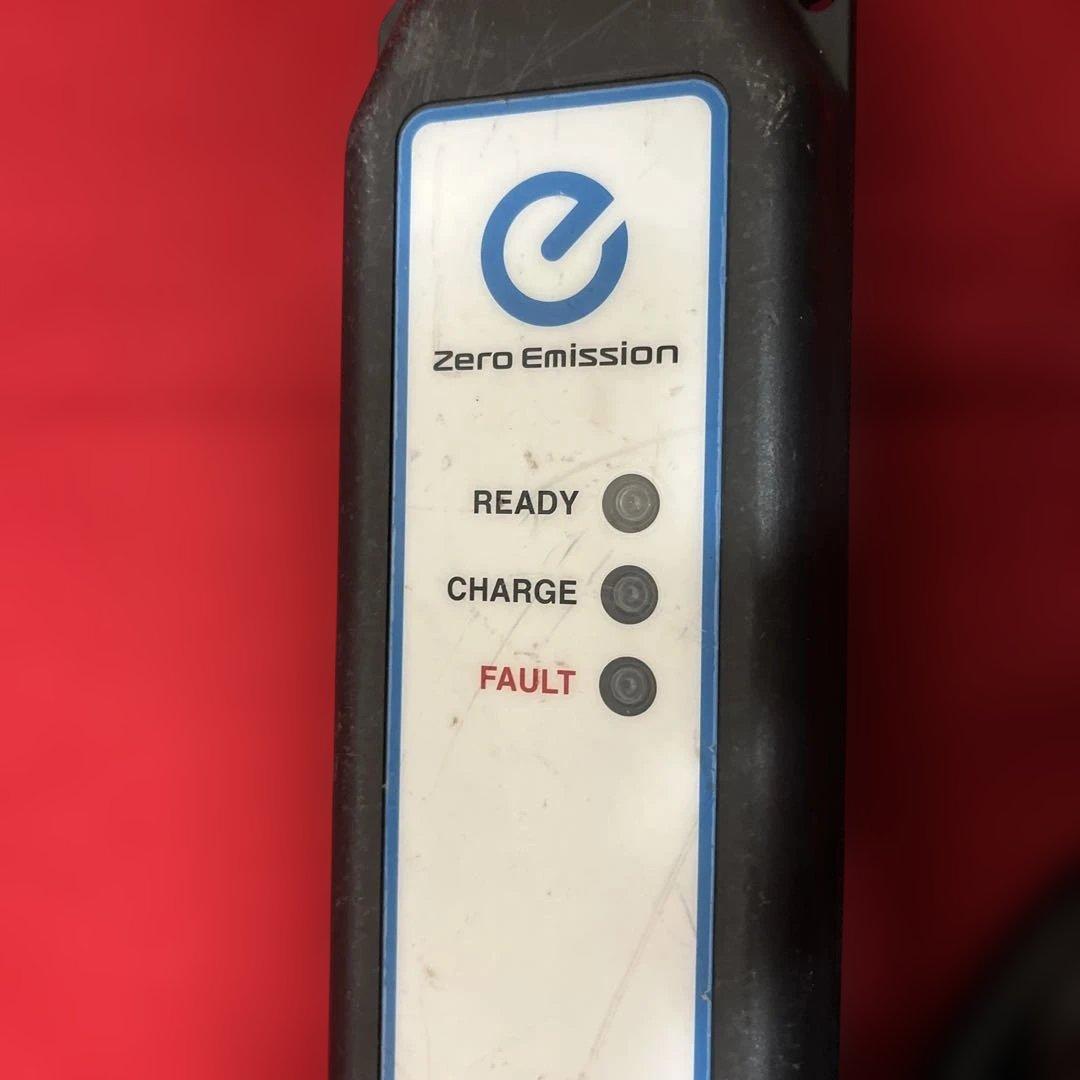 Zero Emission
READY
CHARGE
FAULT